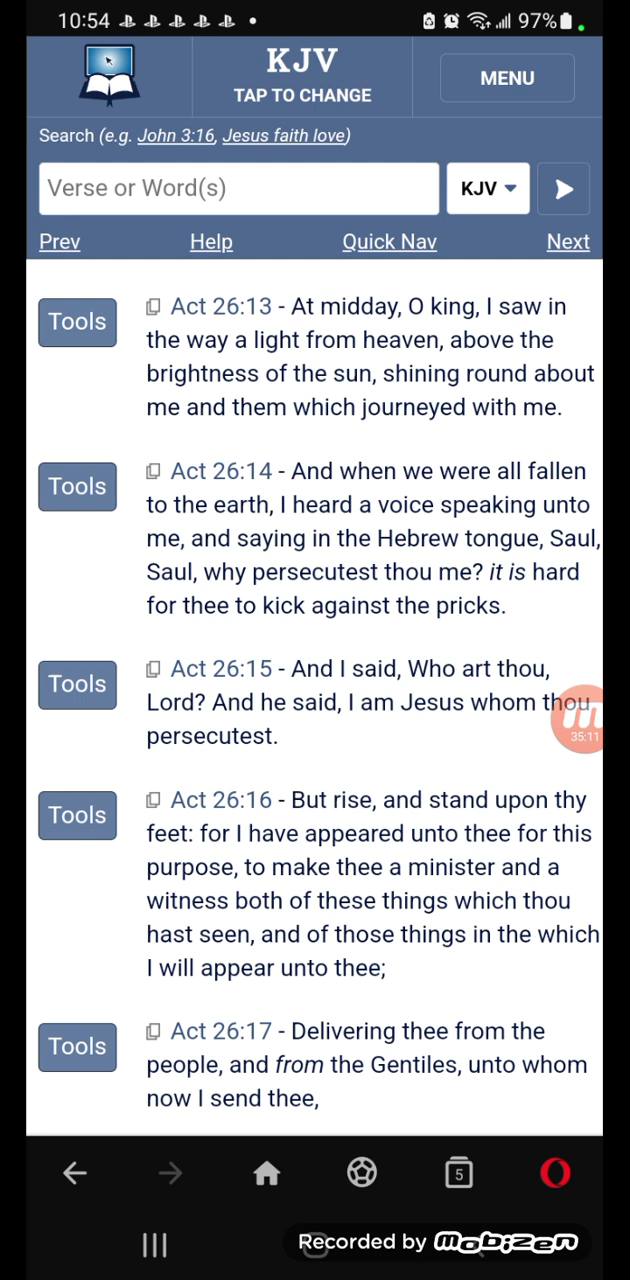 10:54
97%
KJV
TAP TO CHANGE
MENU
Search (e.g. John 3:16, Jesus faith love)
Verse or Word(s)
KJV
Prev Help Quick Nav Next
Tools
Act 26:13 - At midday, O king, I saw in
the way a light from heaven, above the
brightness of the sun, shining round about
me and them which journeyed with me.
Tools
Act 26:14 - And when we were all fallen
to the earth, I heard a voice speaking unto
me, and saying in the Hebrew tongue, Saul,
Saul, why persecutest thou me? it is hard
for thee to kick against the pricks.
Tools
Act 26:15 - And I said, Who art thou,
Lord? And he said, I am Jesus whom thou
persecutest.
35:11
Tools
Act 26:16 - But rise, and stand upon thy
feet: for I have appeared unto thee for this
purpose, to make thee a minister and a
witness both of these things which thou
hast seen, and of those things in the which
I will appear unto thee;
Tools
Act 26:17 - Delivering thee from the
people, and from the Gentiles, unto whom
now I send thee,
5
Recorded by mobizen